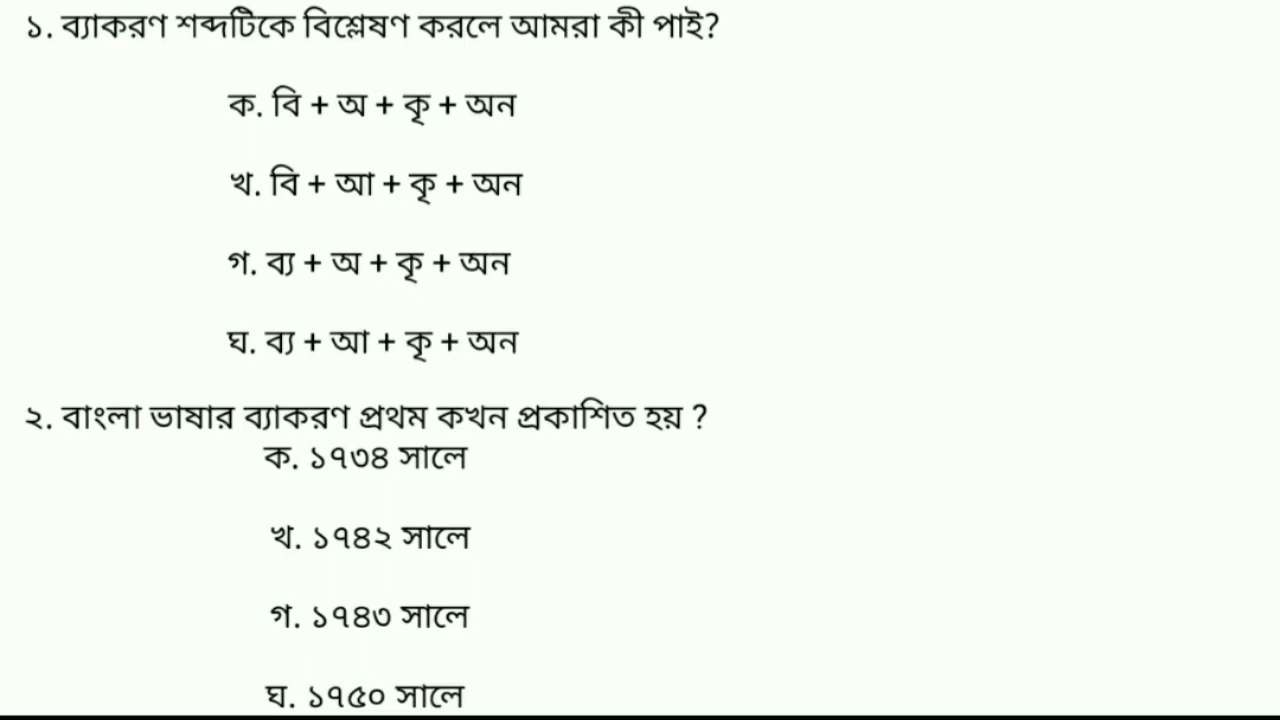 ১. ব্যাকরণ শব্দটিকে বিশ্লেষণ করলে আমরা কী পাই?
ক. বি + অ + কৃ + অন
খ. বি + আ + কৃ + অন
গ. ব্য + অ + কৃ + অন
ঘ. ব্য + আ + কৃ + অন
২. বাংলা ভাষার ব্যাকরণ প্রথম কখন প্রকাশিত হয় ?
ক. ১৭৩৪ সালে
খ. ১৭৪২ সালে
গ. ১৭৪৩ সালে
ঘ. ১৭৫০ সালে